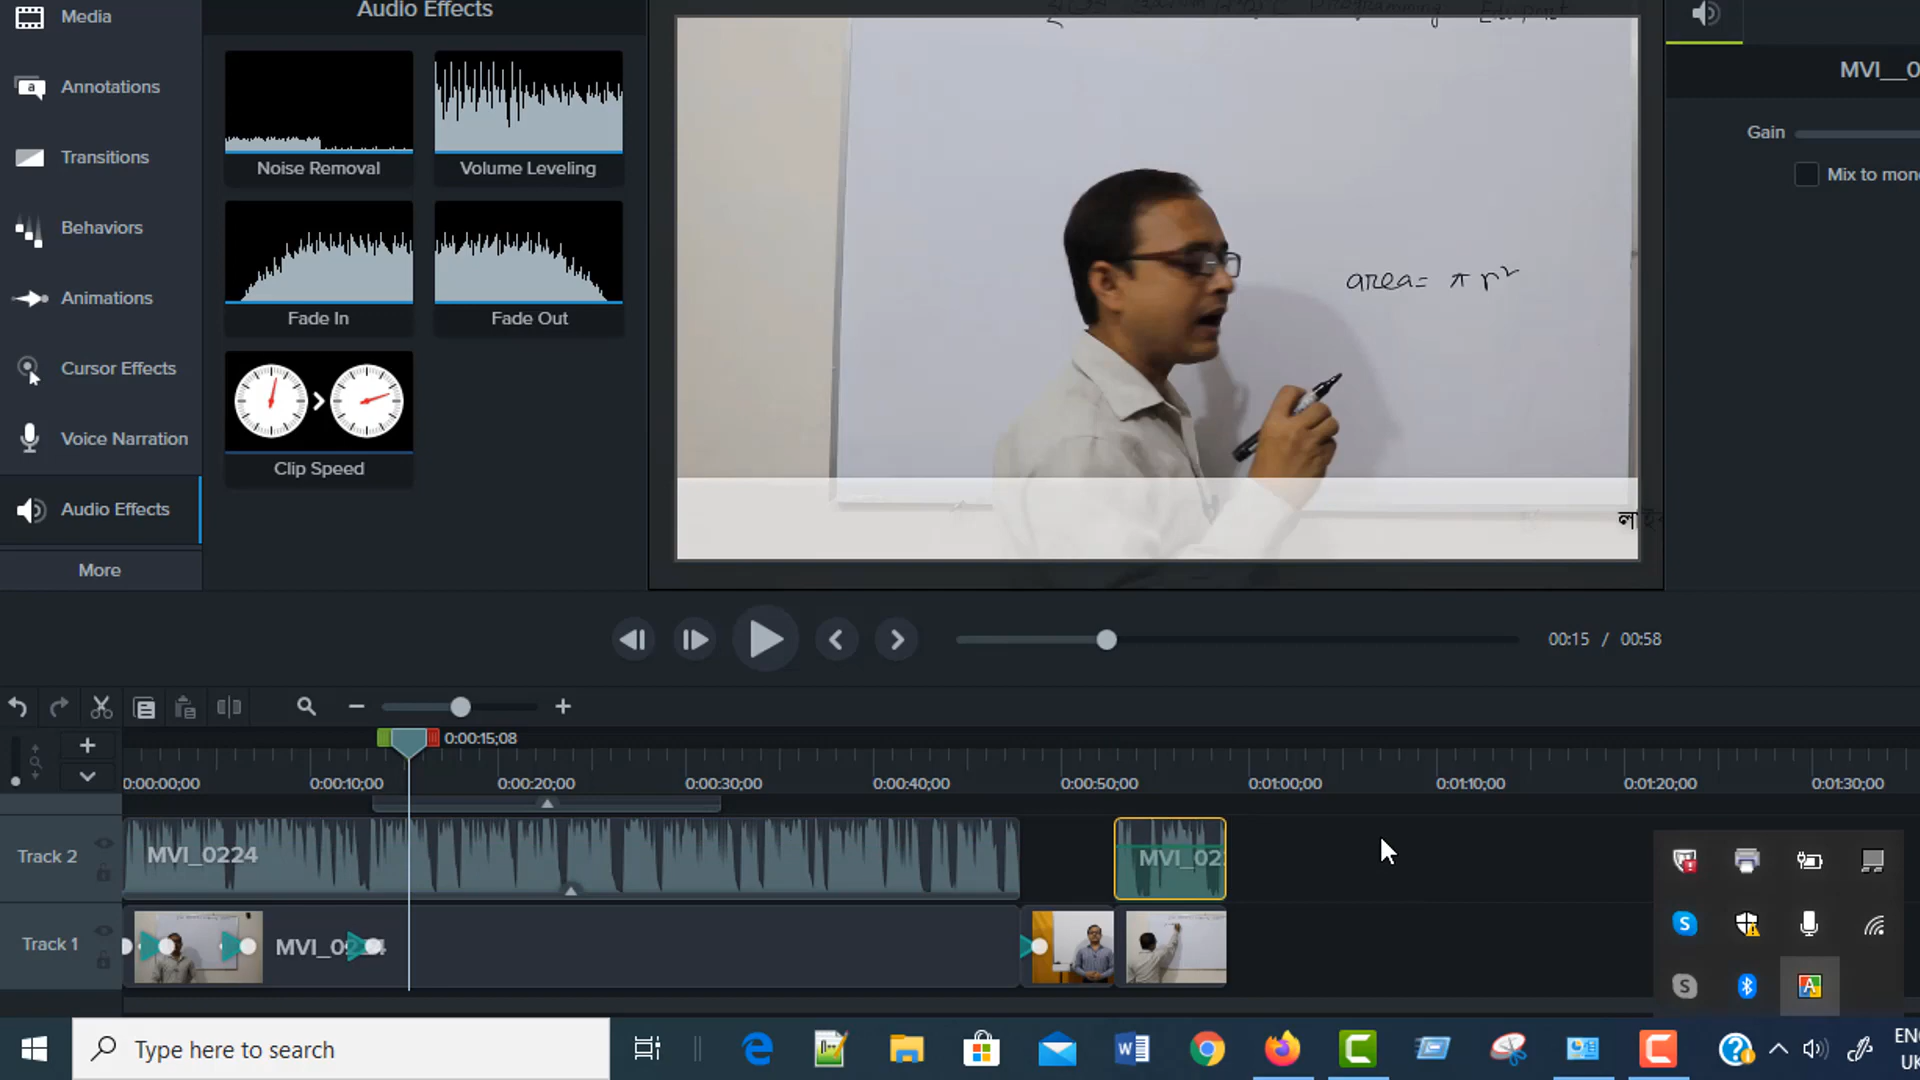 Media
Audio Effects
Programming
MVI__0
Annotations
Gain
Transitions
Noise Removal
Volume Leveling
Mix to mono
Behaviors
area= π r²
Animations
Fade In
Fade Out
Cursor Effects
Voice Narration
Clip Speed
Audio Effects
More
00:15 / 00:58
0:00:15;08
0:00:00;00
0:00:10;00
0:00:20;00
0:00:30;00
0:00:40;00
0:00:50;00
0:01:00;00
0:01:10;00
0:01:20;00
0:01:30;00
Track 2
MVI_0224
MVI_02
Track 1
MVI_0224
Type here to search
ENG
UK